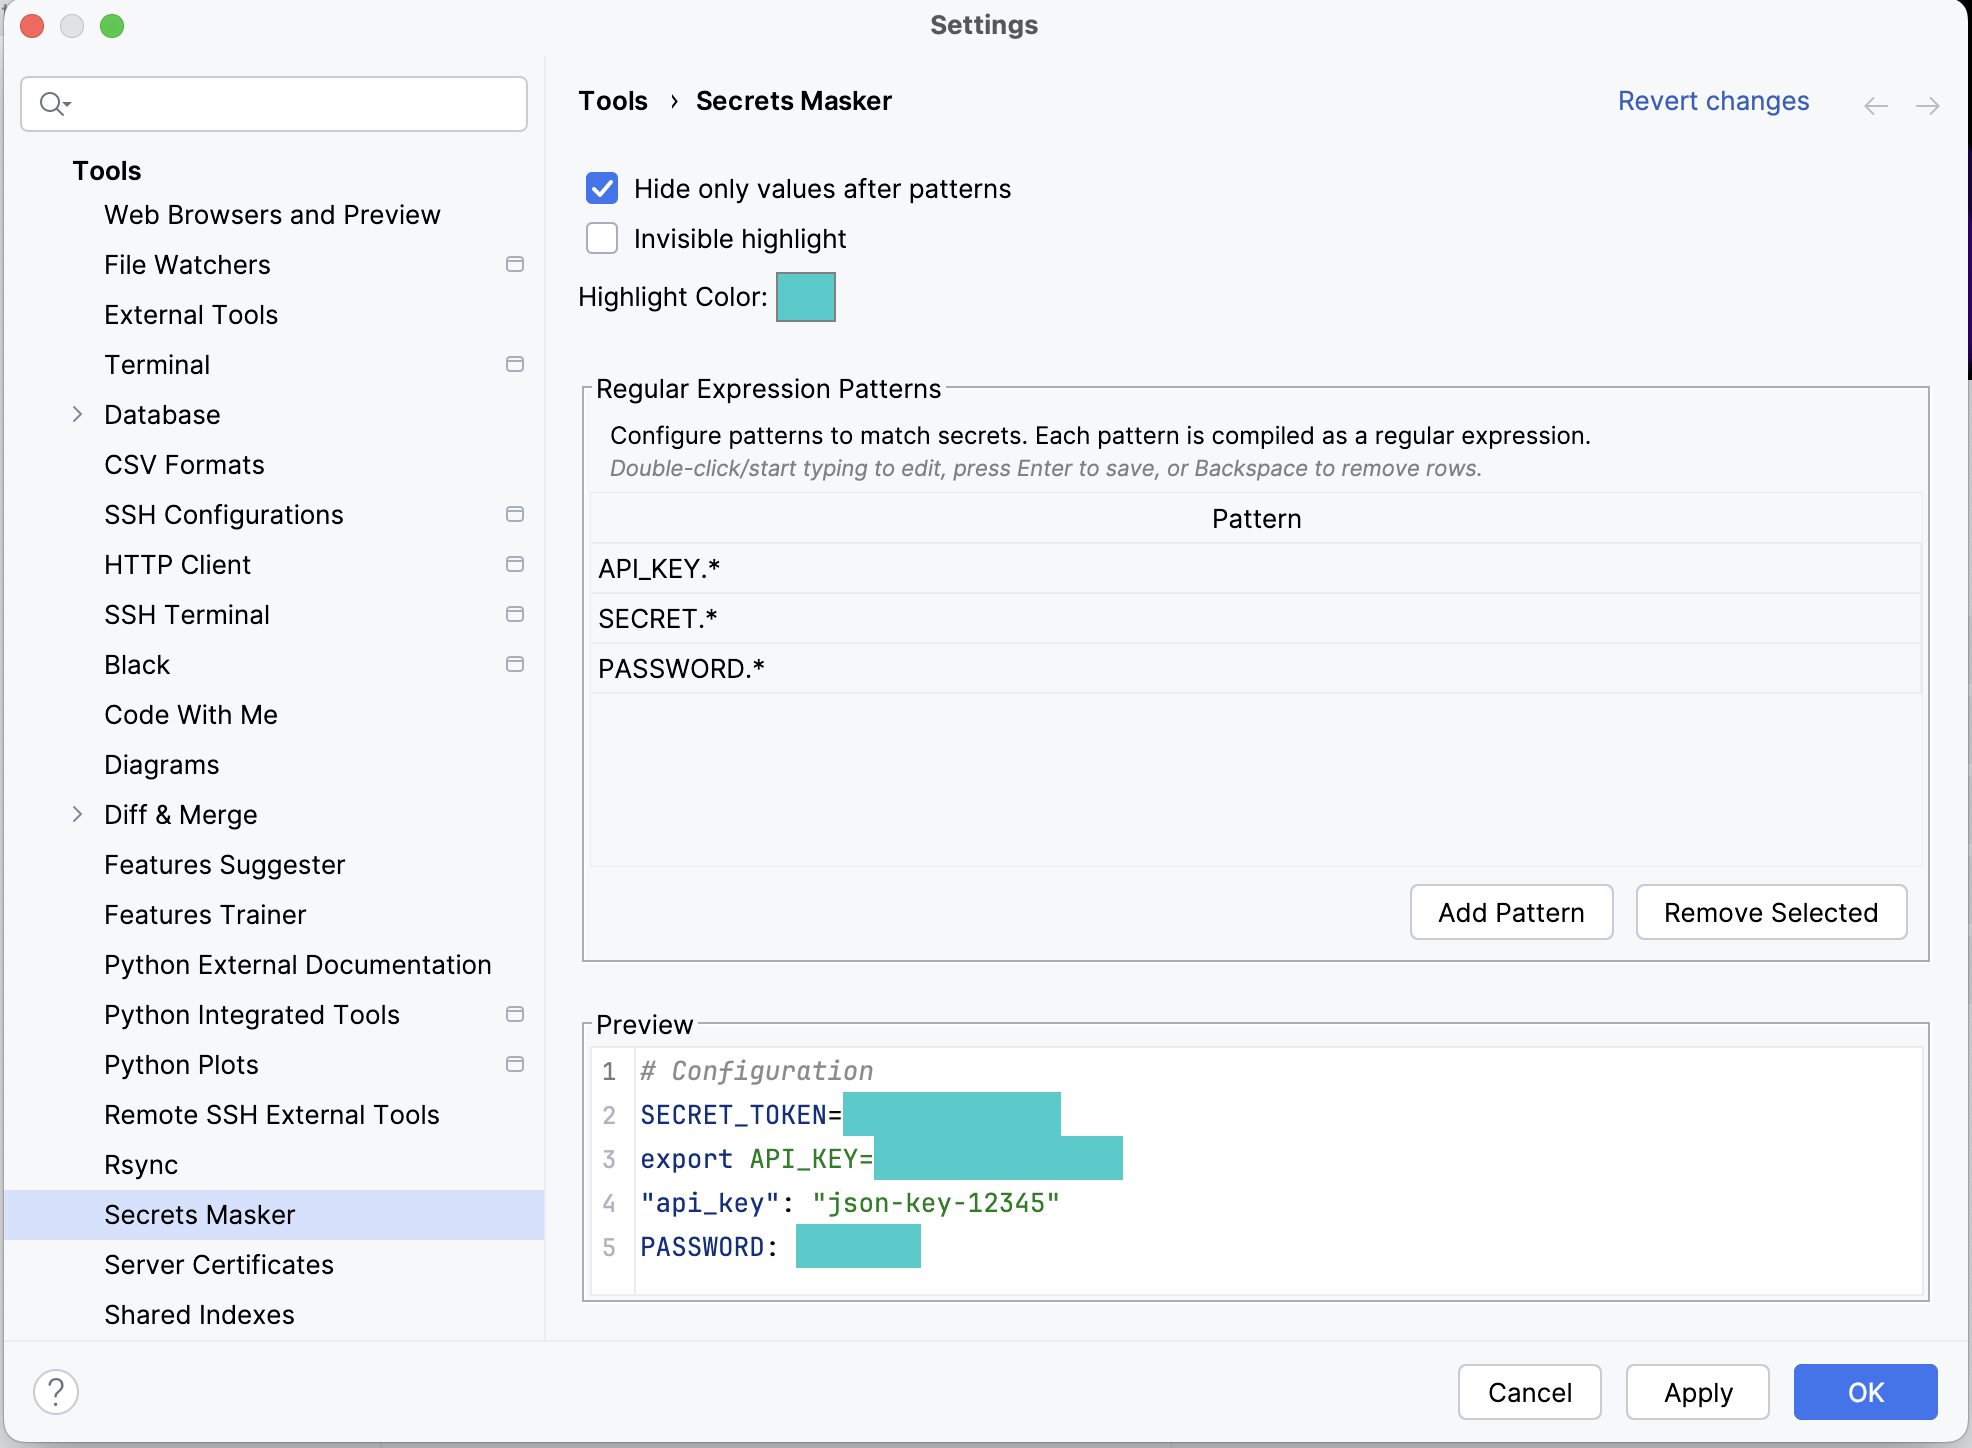 Settings
Tools
Web Browsers and Preview
File Watchers
External Tools
Terminal
Database
CSV Formats
SSH Configurations
HTTP Client
SSH Terminal
Black
Code With Me
Diagrams
Diff & Merge
Features Suggester
Features Trainer
Python External Documentation
Python Integrated Tools
Python Plots
Remote SSH External Tools
Rsync
Secrets Masker
Server Certificates
Shared Indexes
Tools › Secrets Masker
Revert changes
Hide only values after patterns
Invisible highlight
Highlight Color:
Regular Expression Patterns
Configure patterns to match secrets. Each pattern is compiled as a regular expression.
Double-click/start typing to edit, press Enter to save, or Backspace to remove rows.
Pattern
API_KEY.*
SECRET.*
PASSWORD.*
Add Pattern
Remove Selected
Preview
1 # Configuration
2 SECRET_TOKEN=
3 export API_KEY=
4 "api_key": "json-key-12345"
5 PASSWORD:
?
Cancel
Apply
OK